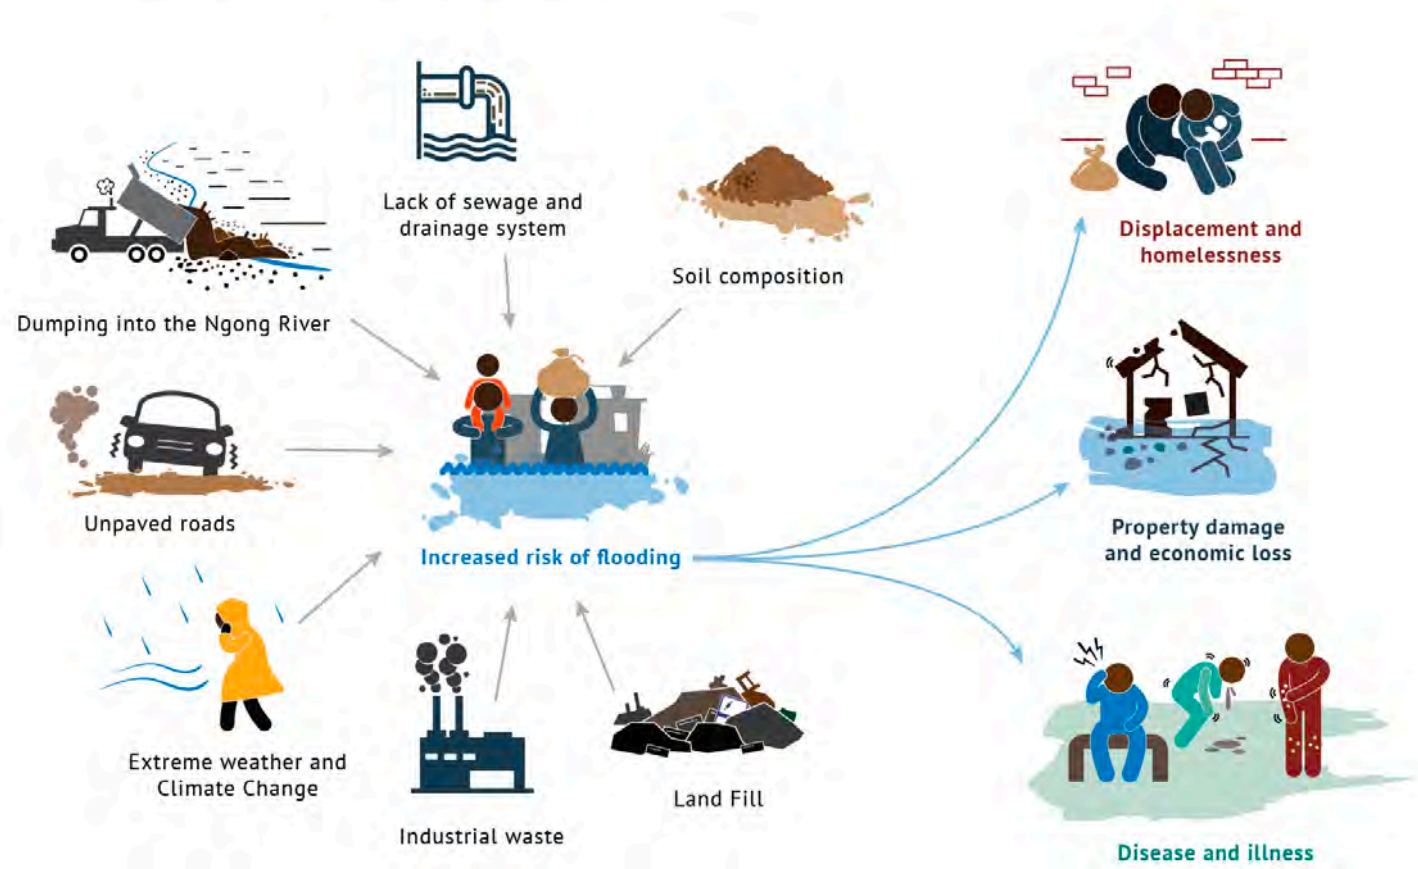 Lack of sewage and
drainage system
Soil composition
Dumping into the Ngong River
Unpaved roads
Extreme weather and
Climate Change
Industrial waste
Land Fill
Increased risk of flooding
Displacement and
homelessness
Property damage
and economic loss
Disease and illness